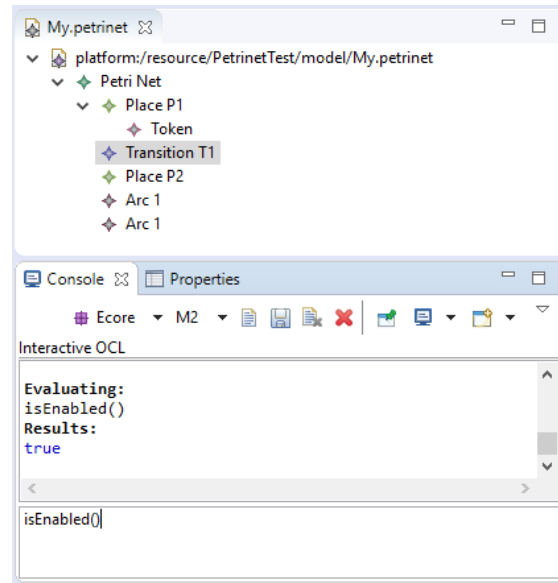 My.petrinet
platform:/resource/PetrinetTest/model/My.petrinet
Petri Net
Place P1
Token
Transition T1
Place P2
Arc 1
Arc 1
Console Properties
Ecore M2
Interactive OCL
Evaluating:
isEnabled()
Results:
true
isEnabled()